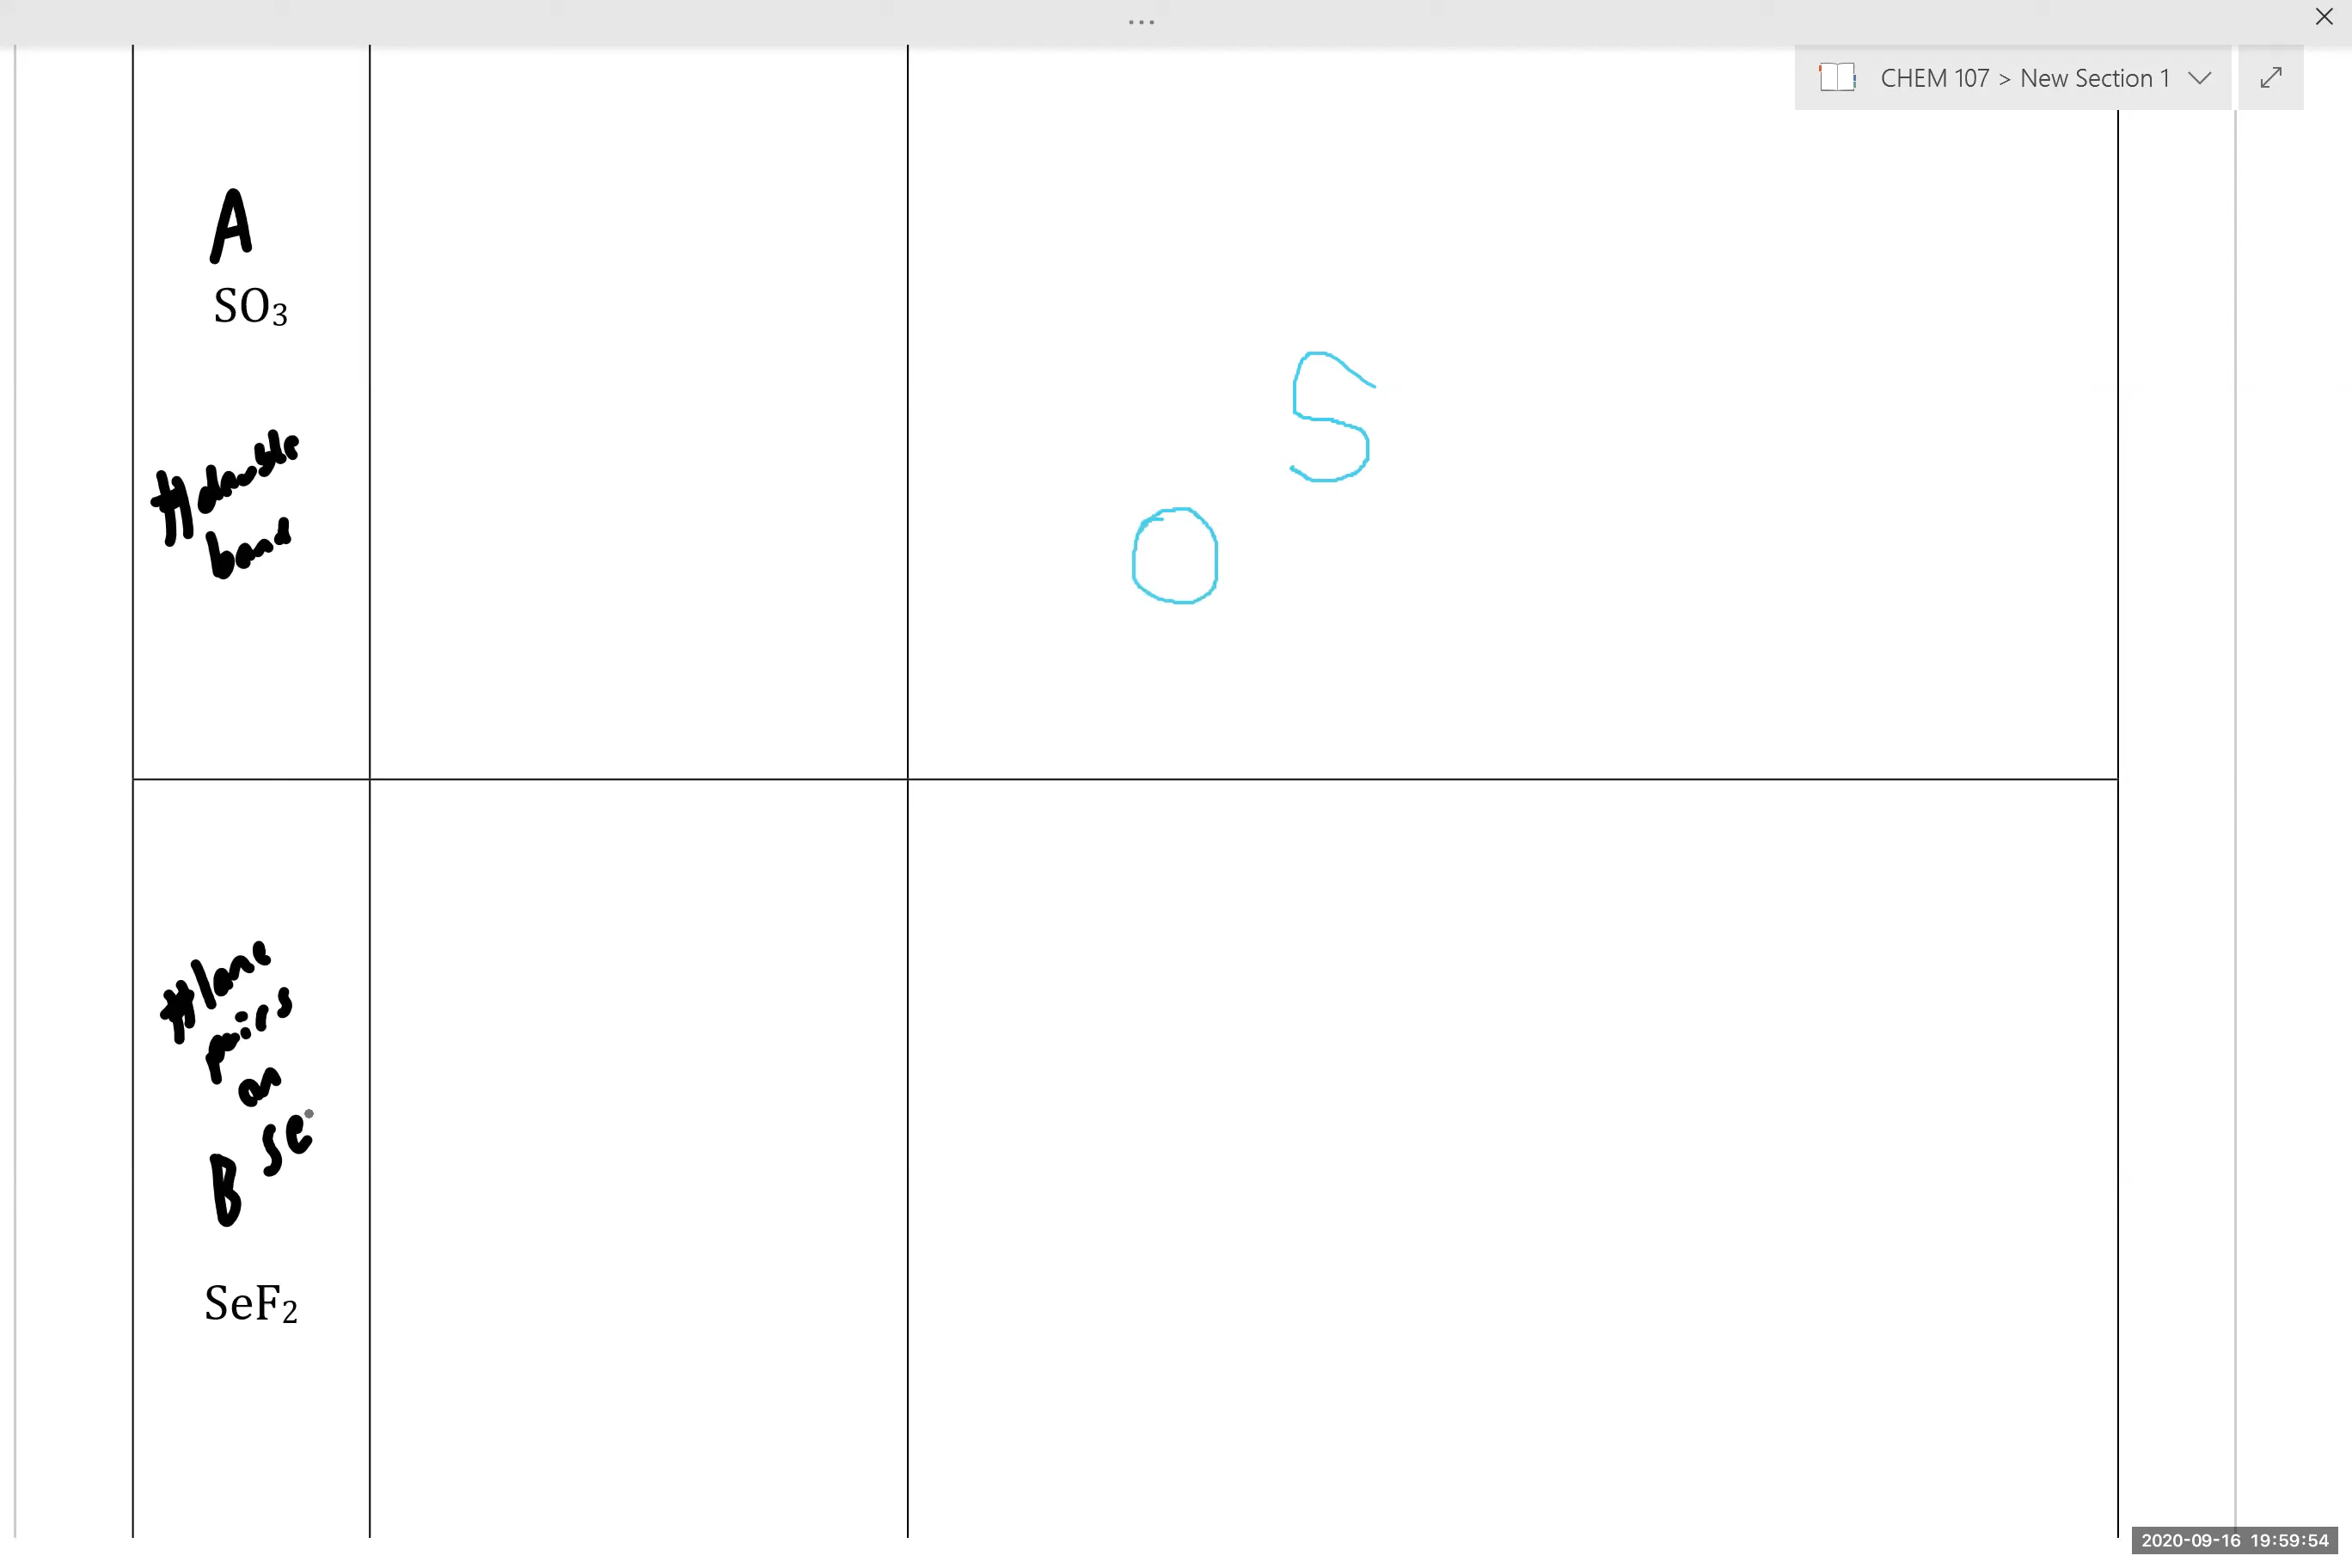 CHEM 107 > New Section 1
A
SO₃
# double
bond
S
O
# lone
pairs
on
Se
B
SeF₂
2020-09-16 19:59:54